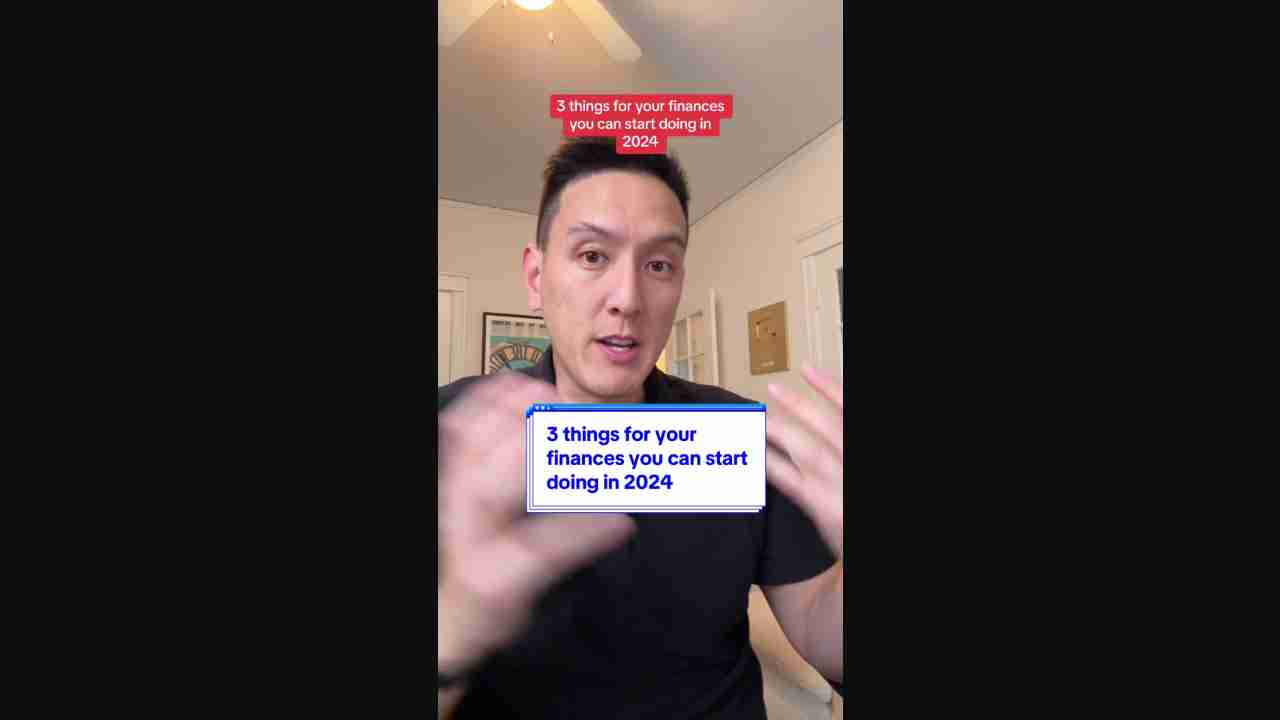 3 things for your finances
you can start doing in
2024
3 things for your
finances you can start
doing in 2024